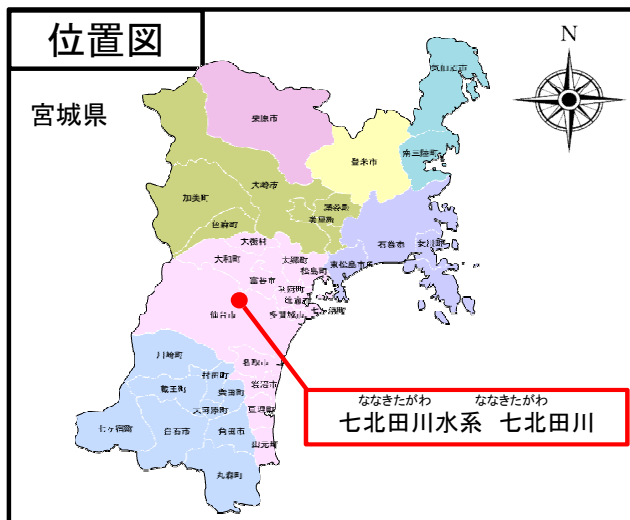 位置図
N
宮城県
気仙沼市
栗原市
登米市
南三陸町
大崎市
加美町
涌谷町
美里町
色麻町
石巻市
女川町
大衡村
大和町
大郷町
松島町
東松島市
富谷市
利府町
塩竈市
七ヶ浜町
仙台市
多賀城市
川崎町
名取市
村田町
岩沼市
蔵王町
柴田町
大河原町
亘理町
七ヶ宿町
白石市
角田市
山元町
丸森町
ななきたがわ ななきたがわ
七北田川水系 七北田川